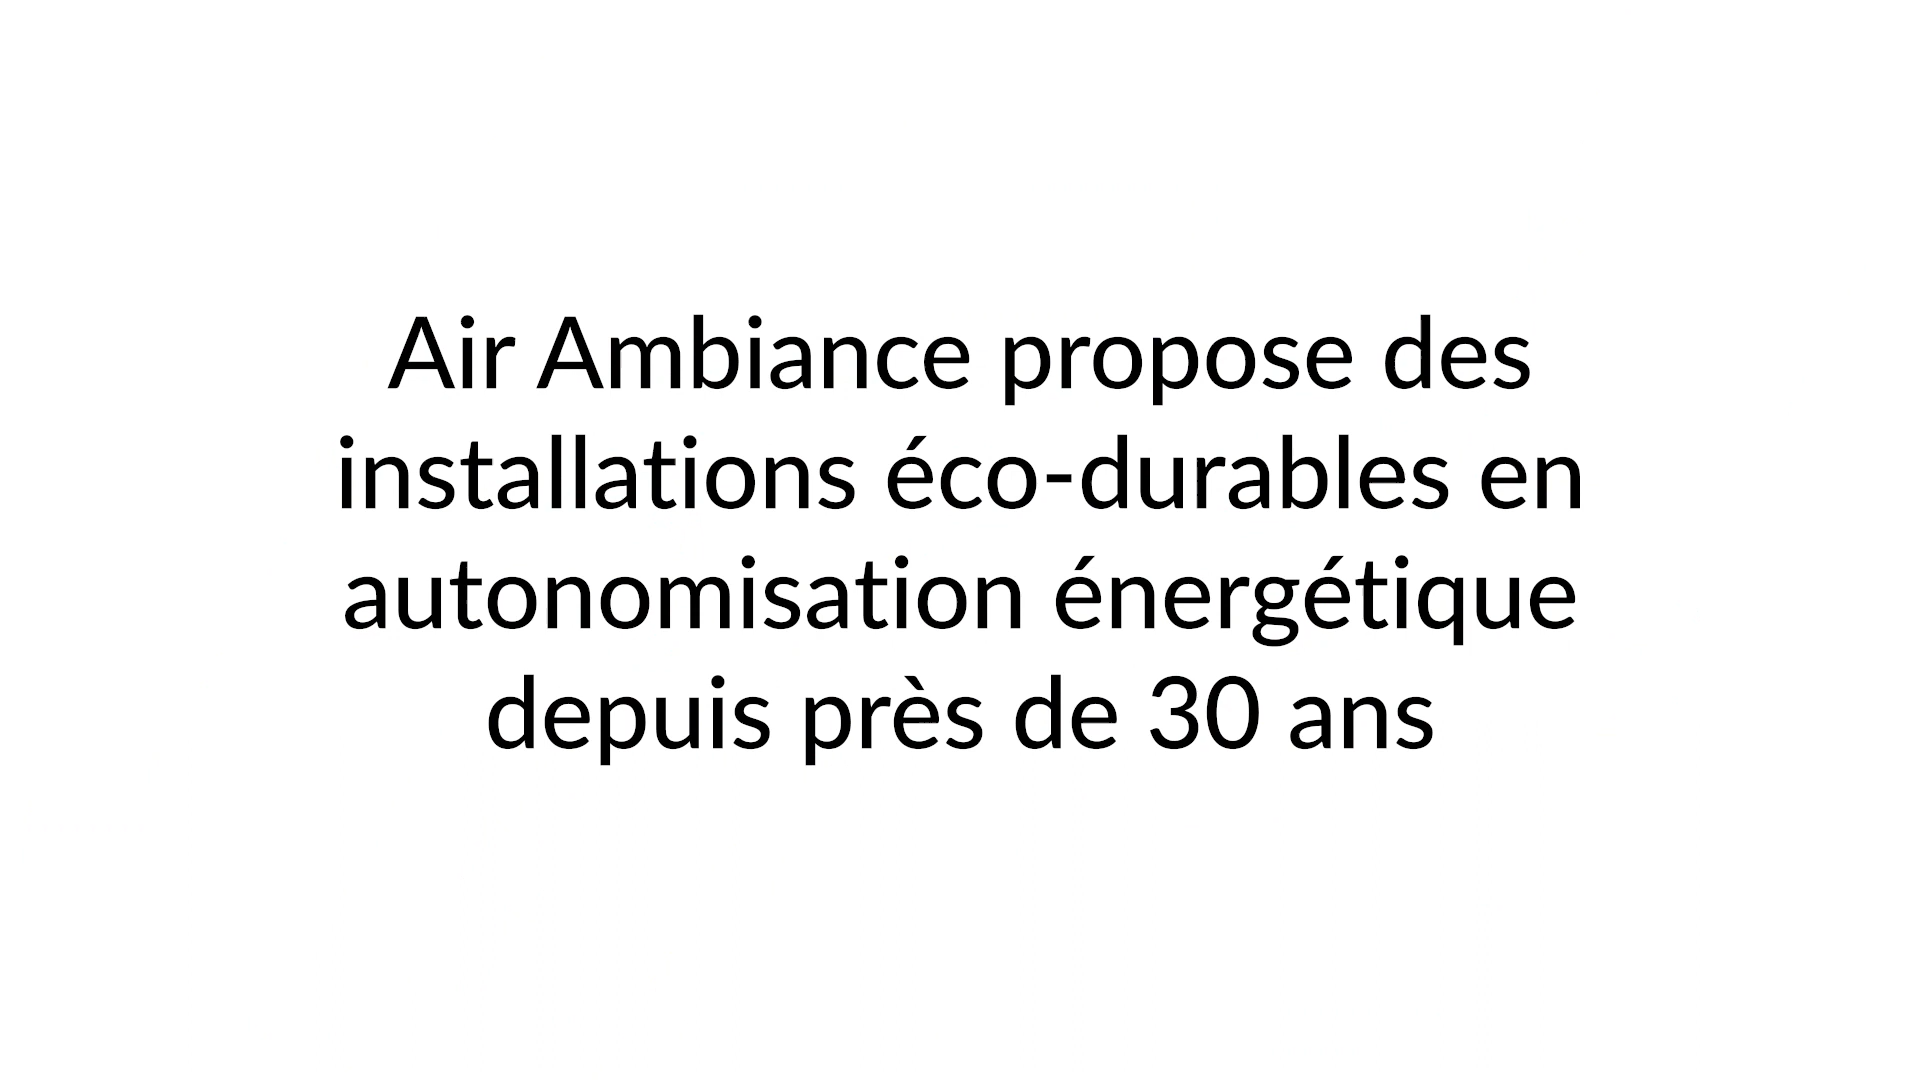 Air Ambiance propose des
installations éco-durables en
autonomisation énergétique
depuis près de 30 ans